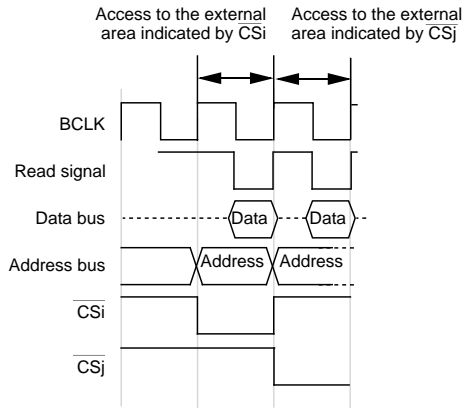 Access to the external
area indicated by CSi
Access to the external
area indicated by CSj
BCLK
Read signal
Data bus
Data
Data
Address bus
Address
Address
CSi
CSj